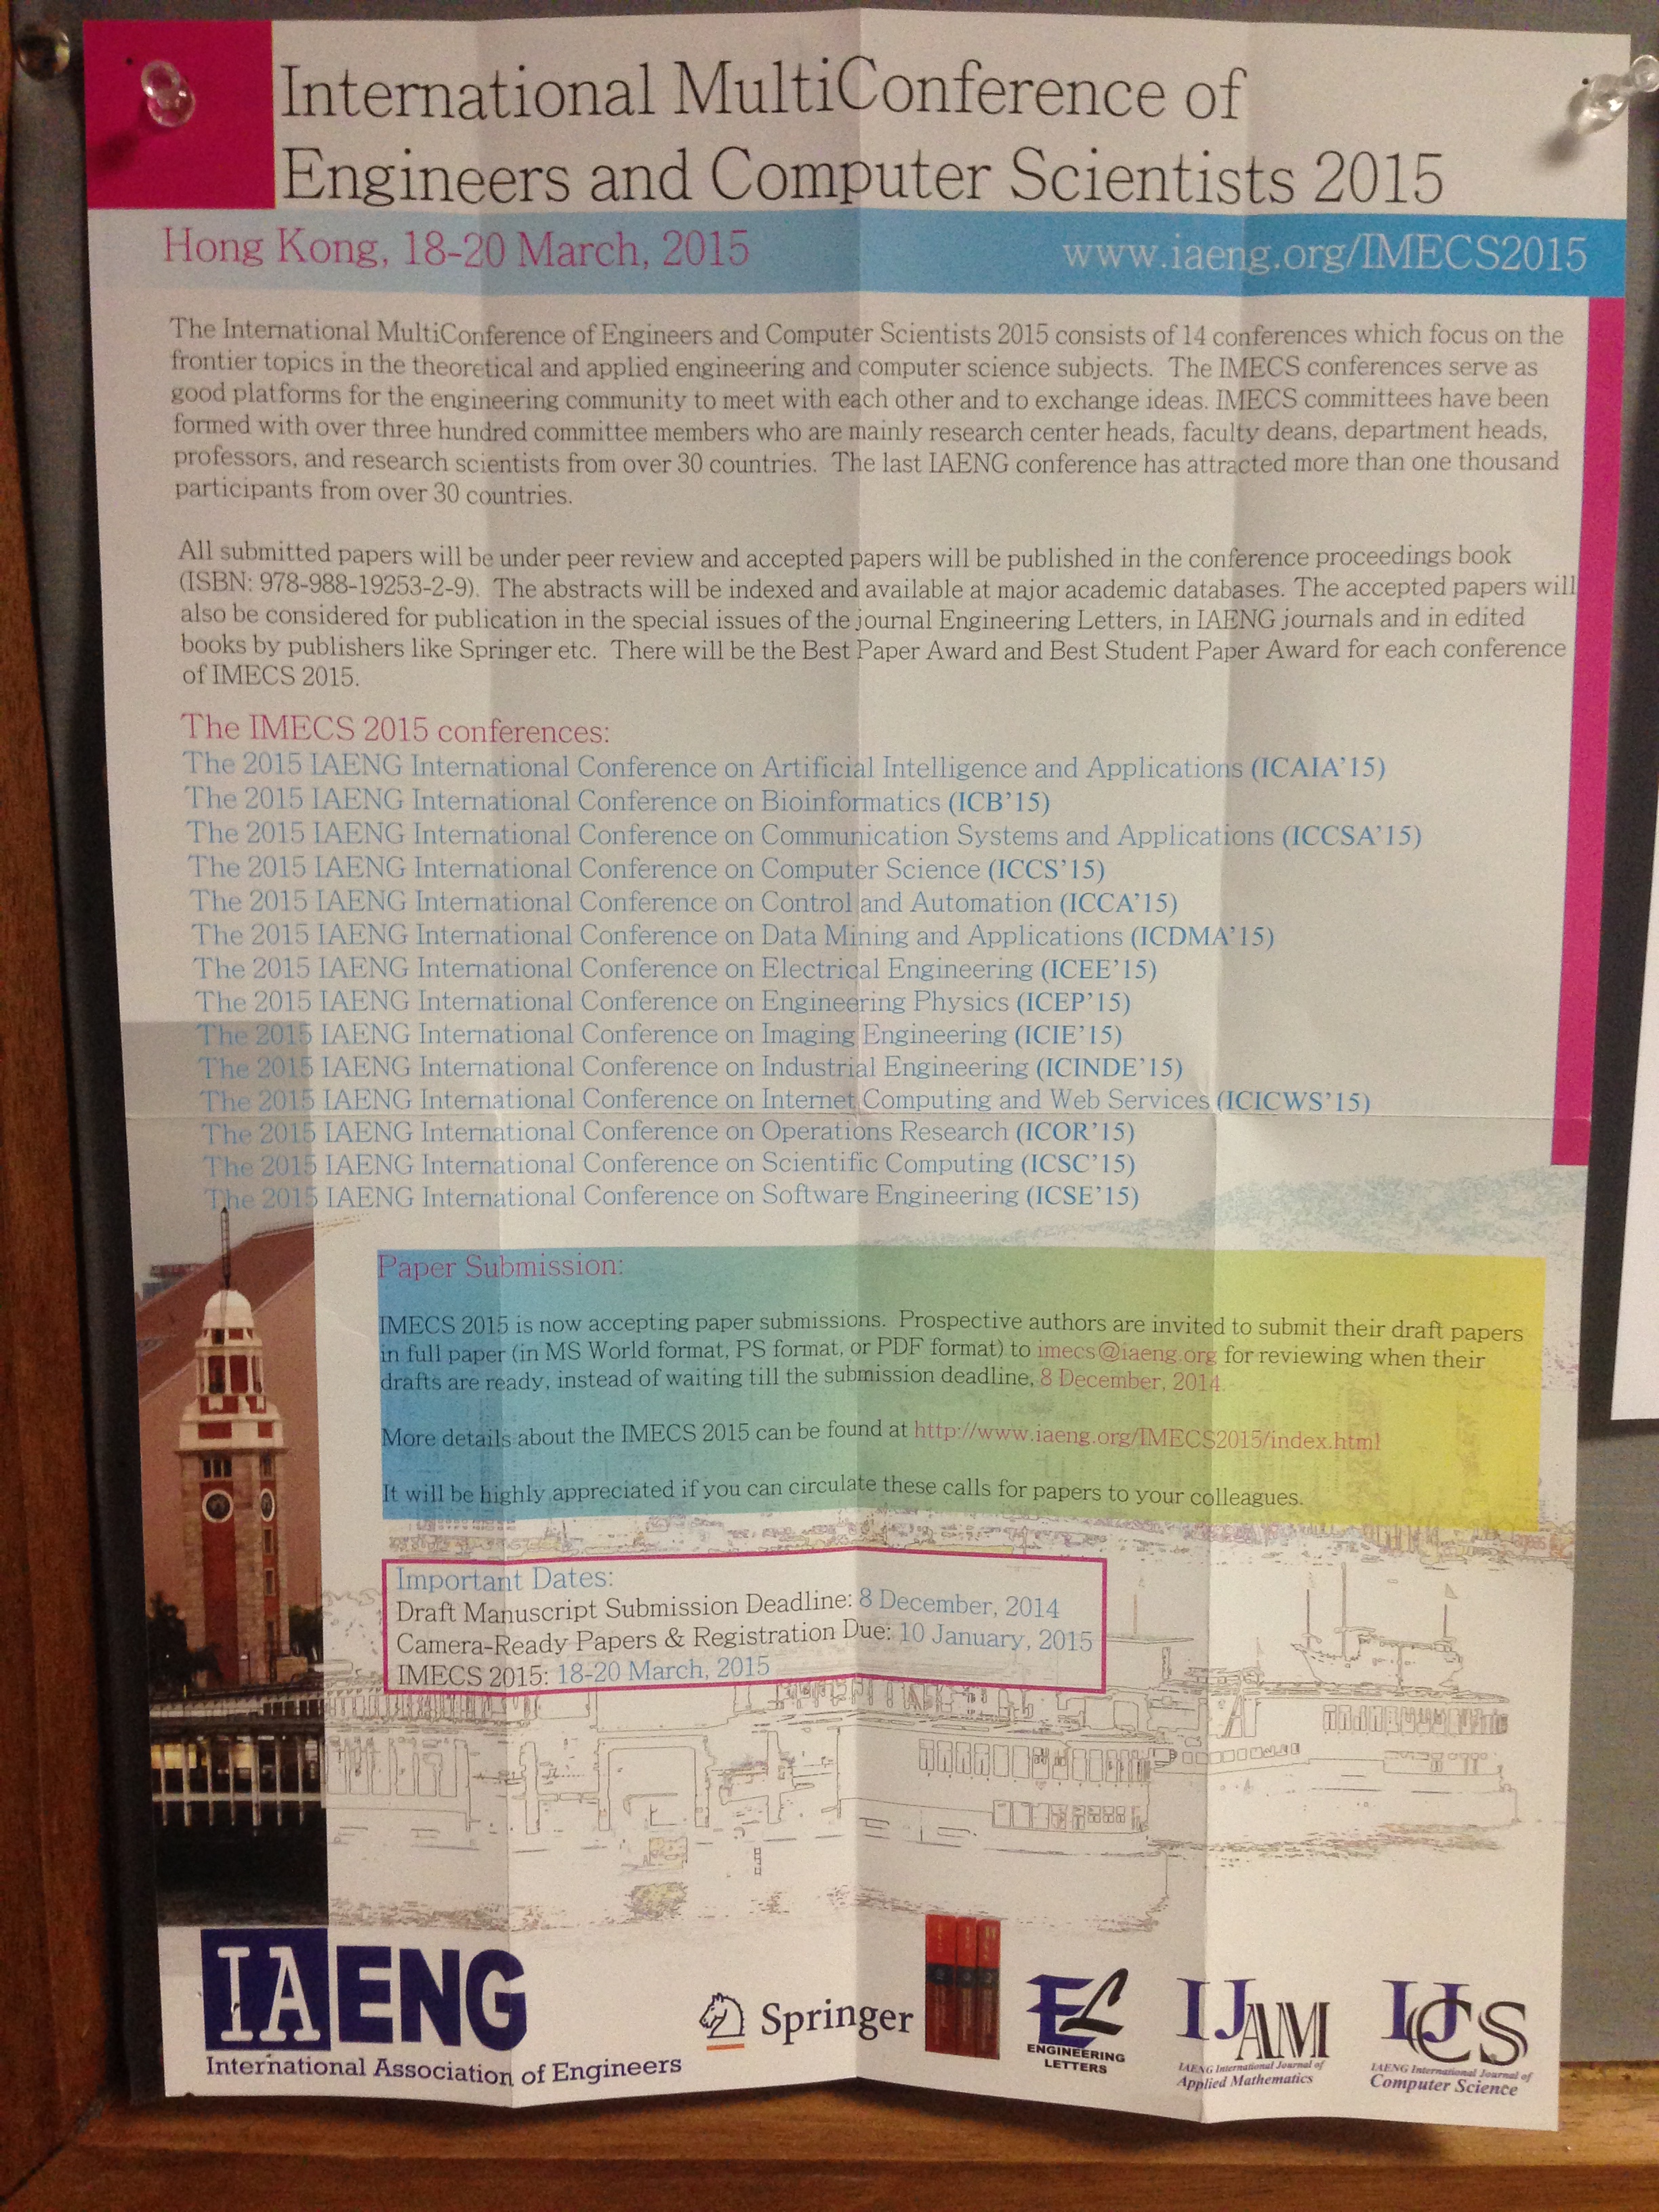 International MultiConference of
Engineers and Computer Scientists 2015
Hong Kong, 18-20 March, 2015
www.iaeng.org/IMECS2015
The International MultiConference of Engineers and Computer Scientists 2015 consists of 14 conferences which focus on the
frontier topics in the theoretical and applied engineering and computer science subjects. The IMECS conferences serve as
good platforms for the engineering community to meet with each other and to exchange ideas. IMECS committees have been
formed with over three hundred committee members who are mainly research center heads, faculty deans, department heads,
professors, and research scientists from over 30 countries. The last IAENG conference has attracted more than one thousand
participants from over 30 countries.
All submitted papers will be under peer review and accepted papers will be published in the conference proceedings book
(ISBN: 978-988-19253-2-9). The abstracts will be indexed and available at major academic databases. The accepted papers will
also be considered for publication in the special issues of the journal Engineering Letters, in IAENG journals and in edited
books by publishers like Springer etc. There will be the Best Paper Award and Best Student Paper Award for each conference
of IMECS 2015.
The IMECS 2015 conferences:
The 2015 IAENG International Conference on Artificial Intelligence and Applications (ICAIA'15)
The 2015 IAENG International Conference on Bioinformatics (ICB'15)
The 2015 IAENG International Conference on Communication Systems and Applications (ICCSA'15)
The 2015 IAENG International Conference on Computer Science (ICCS'15)
The 2015 IAENG International Conference on Control and Automation (ICCA'15)
The 2015 IAENG International Conference on Data Mining and Applications (ICDMA'15)
The 2015 IAENG International Conference on Electrical Engineering (ICEE'15)
The 2015 IAENG International Conference on Engineering Physics (ICEP'15)
The 2015 IAENG International Conference on Imaging Engineering (ICIE'15)
The 2015 IAENG International Conference on Industrial Engineering (ICINDE'15)
The 2015 IAENG International Conference on Internet Computing and Web Services (ICICWS'15)
The 2015 IAENG International Conference on Operations Research (ICOR'15)
The 2015 IAENG International Conference on Scientific Computing (ICSC'15)
The 2015 IAENG International Conference on Software Engineering (ICSE'15)
Paper Submission:
IMECS 2015 is now accepting paper submissions. Prospective authors are invited to submit their draft papers
in full paper (in MS World format, PS format, or PDF format) to imecs@iaeng.org for reviewing when their
drafts are ready, instead of waiting till the submission deadline, 8 December, 2014.
More details about the IMECS 2015 can be found at http://www.iaeng.org/IMECS2015/index.html
It will be highly appreciated if you can circulate these calls for papers to your colleagues.
Important Dates:
Draft Manuscript Submission Deadline: 8 December, 2014
Camera-Ready Papers & Registration Due: 10 January, 2015
IMECS 2015: 18-20 March, 2015
IAENG
International Association of Engineers
Springer
EL
ENGINEERING
LETTERS
IJAM
IAENG International Journal of
Applied Mathematics
IJCS
IAENG International Journal of
Computer Science